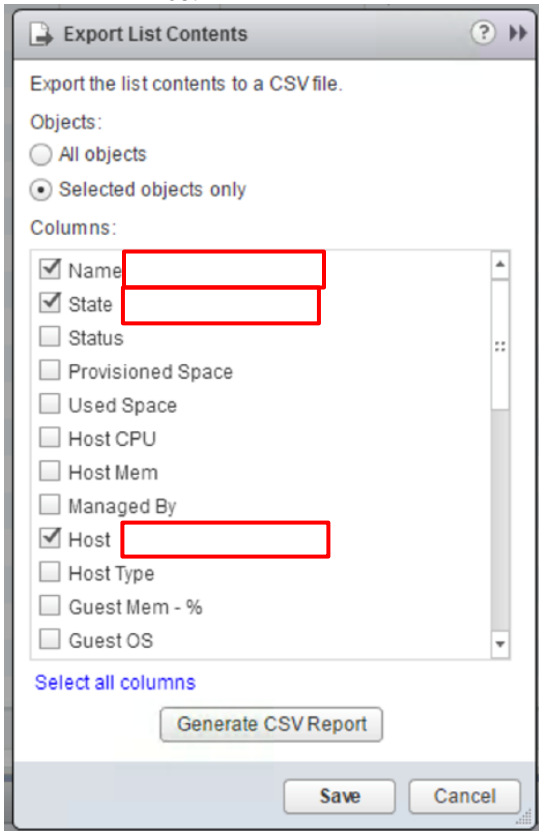 Export List Contents ?
Export the list contents to a CSV file.
Objects:
All objects
Selected objects only
Columns:
Name
State
Status
Provisioned Space
Used Space
Host CPU
Host Mem
Managed By
Host
Host Type
Guest Mem - %
Guest OS
Select all columns
Generate CSV Report
Save Cancel